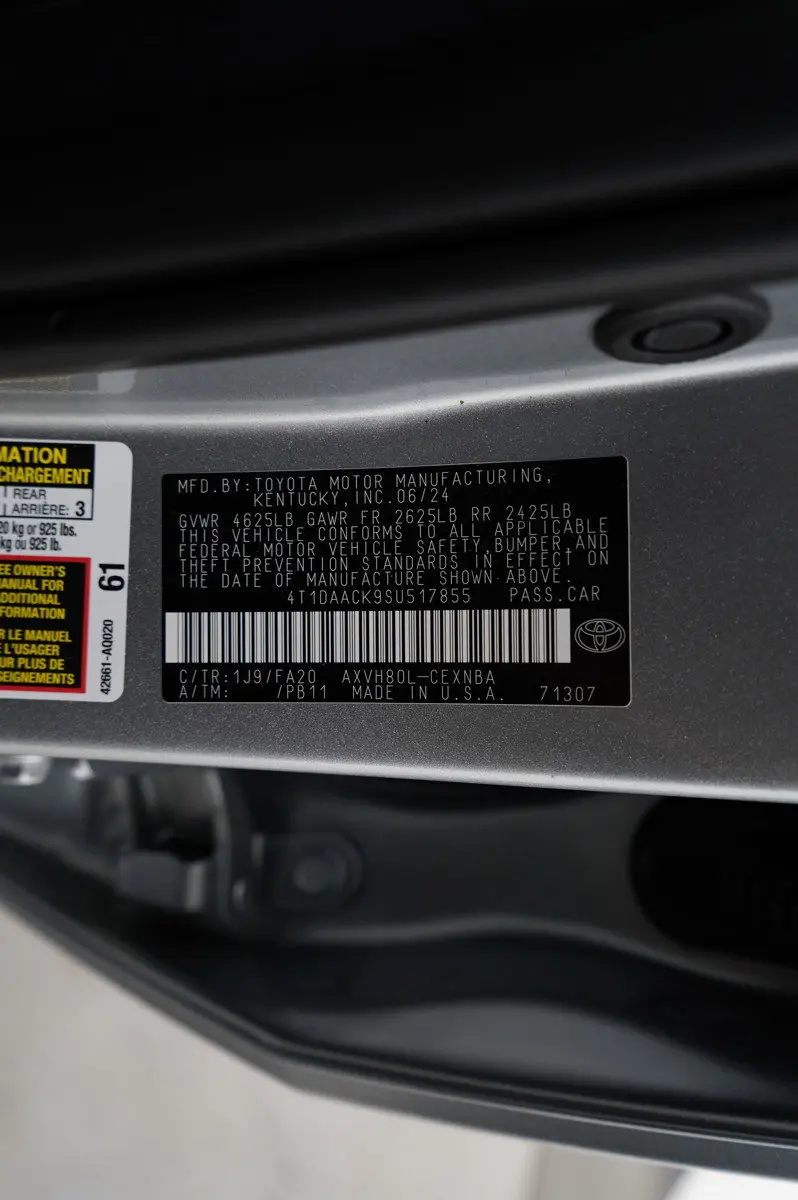 MATION
CHARGEMENT
REAR
ARRIÈRE: 3
20 kg or 925 lbs.
kg ou 925 lb.
EE OWNER'S
MANUAL FOR
ADDITIONAL
FORMATION
R LE MANUEL
E L'USAGER
UR PLUS DE
SEIGNEMENTS
61
42661-A0020
MFD.BY:TOYOTA MOTOR MANUFACTURING,
KENTUCKY,INC.06/24
GVWR 4625LB GAWR FR 2625LB RR 2425LB
THIS VEHICLE CONFORMS TO ALL APPLICABLE
FEDERAL MOTOR VEHICLE SAFETY,BUMPER,AND
THEFT PREVENTION STANDARDS IN EFFECT ON
THE DATE OF MANUFACTURE SHOWN ABOVE.
4T1DAACK9SU517855 PASS.CAR
C/TR:1J9/FA20 AXVH80L-CEXNBA
A/TM: /PB11 MADE IN U.S.A. 71307